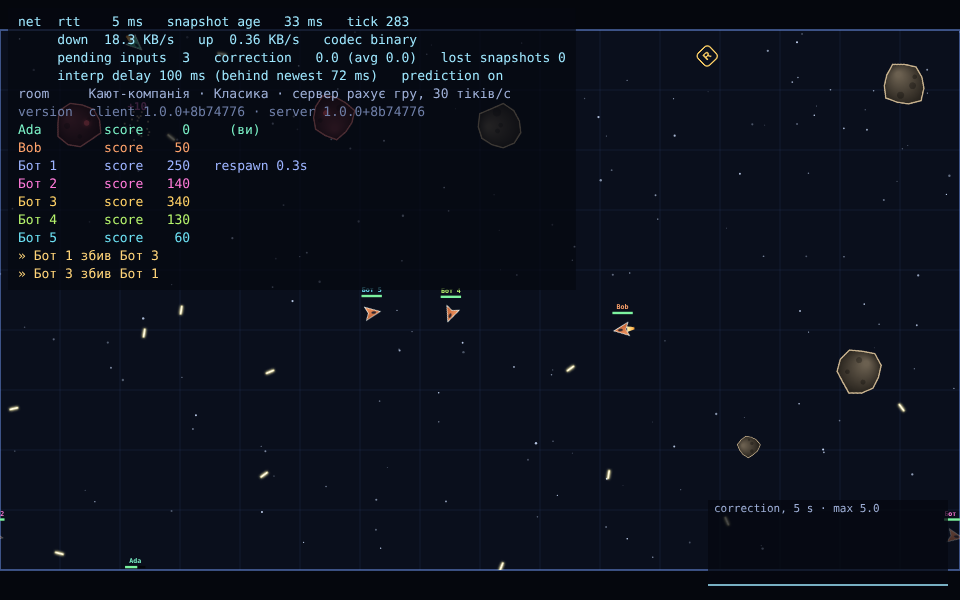 net rtt 5 ms snapshot age 33 ms tick 283
down 18.3 KB/s up 0.36 KB/s codec binary
pending inputs 3 correction 0.0 (avg 0.0) lost snapshots 0
interp delay 100 ms (behind newest 72 ms) prediction on
room Кают-компанія · Класика · сервер рахує гру, 30 тіків/с
version client 1.0.0+8b74776 · server 1.0.0+8b74776
Ada score 0 (ви)
Bob score 50
Бот 1 score 250 respawn 0.3s
Бот 2 score 140
Бот 3 score 340
Бот 4 score 130
Бот 5 score 60
» Бот 1 збив Бот 3
» Бот 3 збив Бот 1
R
Бот 4
Bob
correction, 5 s · max 5.0
2
Ada